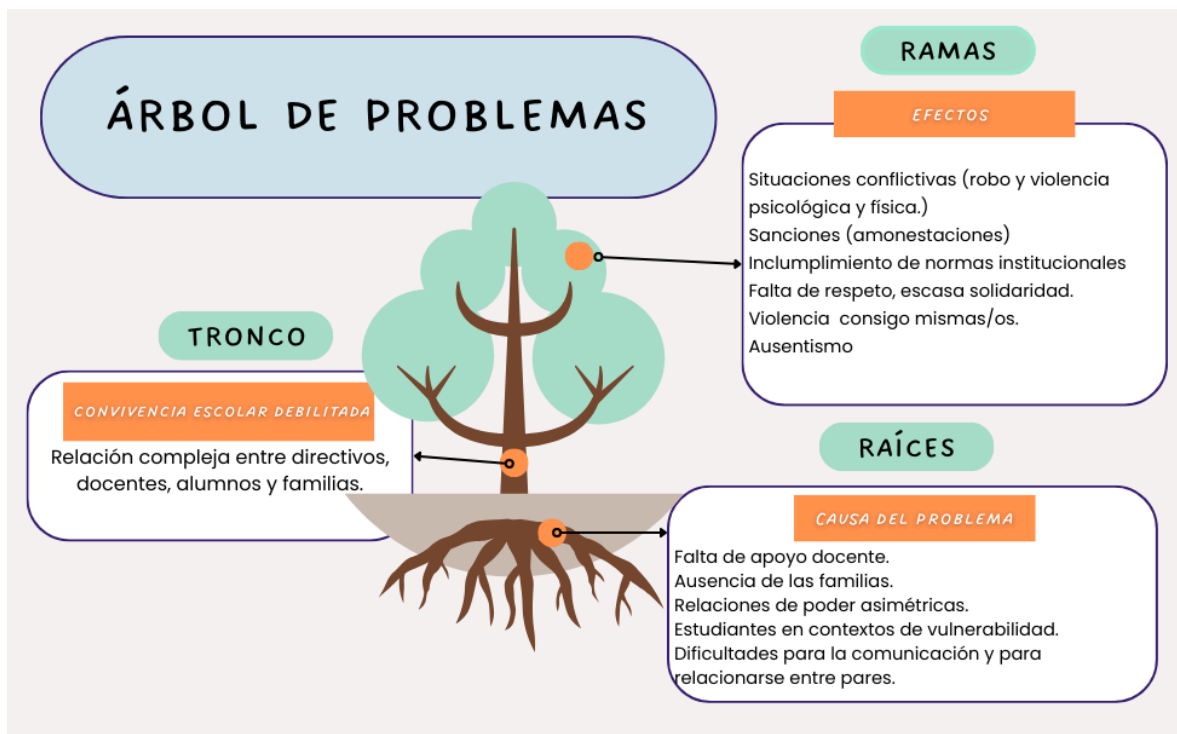 ÁRBOL DE PROBLEMAS
RAMAS
EFECTOS
Situaciones conflictivas (robo y violencia
psicológica y física.)
Sanciones (amonestaciones)
Inclumplimiento de normas institucionales
Falta de respeto, escasa solidaridad.
Violencia consigo mismas/os.
Ausentismo
TRONCO
CONVIVENCIA ESCOLAR DEBILITADA
Relación compleja entre directivos,
docentes, alumnos y familias.
RAÍCES
CAUSA DEL PROBLEMA
Falta de apoyo docente.
Ausencia de las familias.
Relaciones de poder asimétricas.
Estudiantes en contextos de vulnerabilidad.
Dificultades para la comunicación y para
relacionarse entre pares.